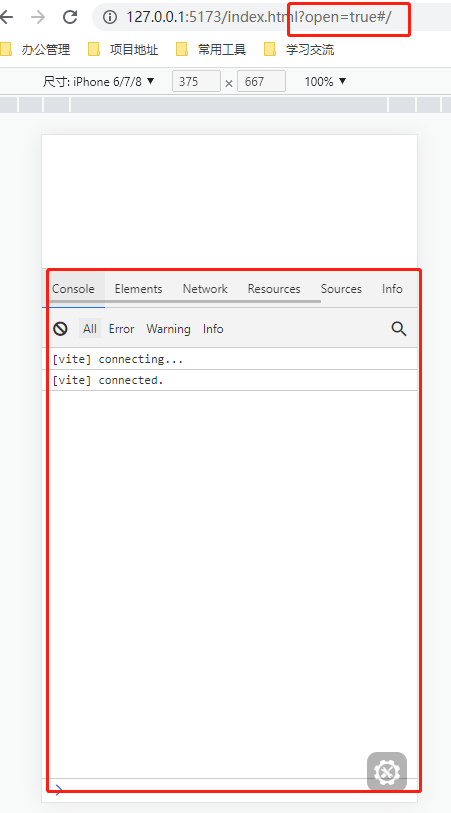 127.0.0.1:5173/index.html?open=true#/
办公管理 项目地址 常用工具 学习交流
尺寸: iPhone 6/7/8 ▼ 375 × 667 100% ▼
Console Elements Network Resources Sources Info
All Error Warning Info
[vite] connecting...
[vite] connected.